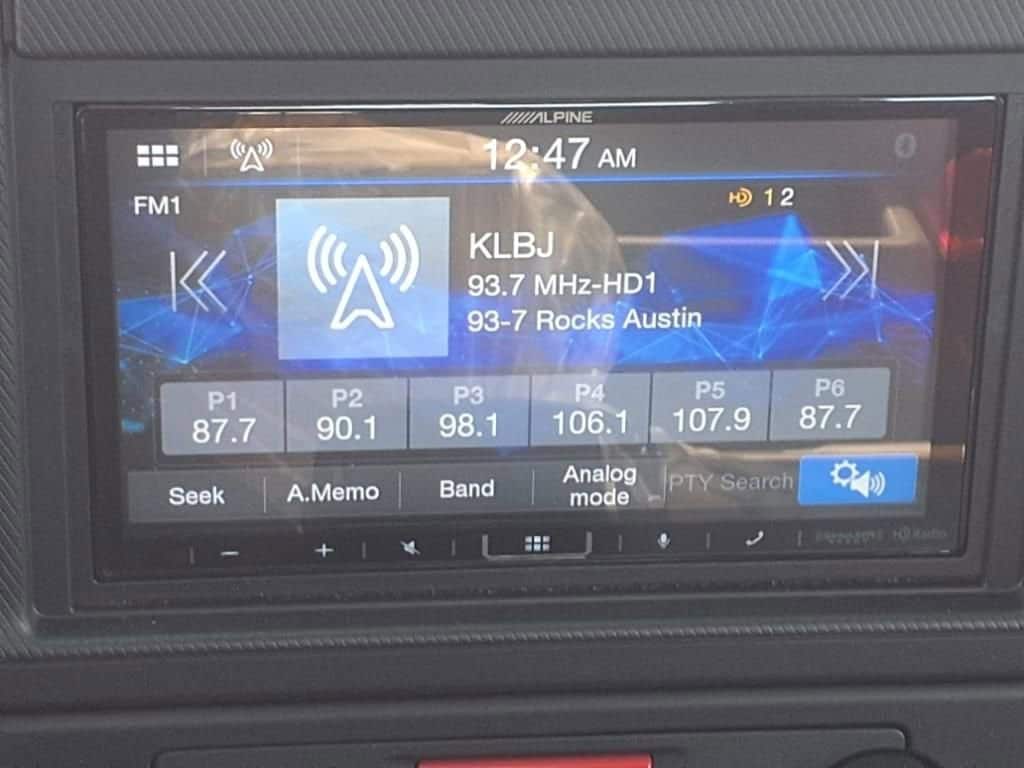 ALPINE
12:47 AM
FM1
HD 1 2
KLBJ
93.7 MHz-HD1
93-7 Rocks Austin
P1 P2 P3 P4 P5 P6
87.7 90.1 98.1 106.1 107.9 87.7
Seek A.Memo Band Analog mode PTY Search
HD Radio